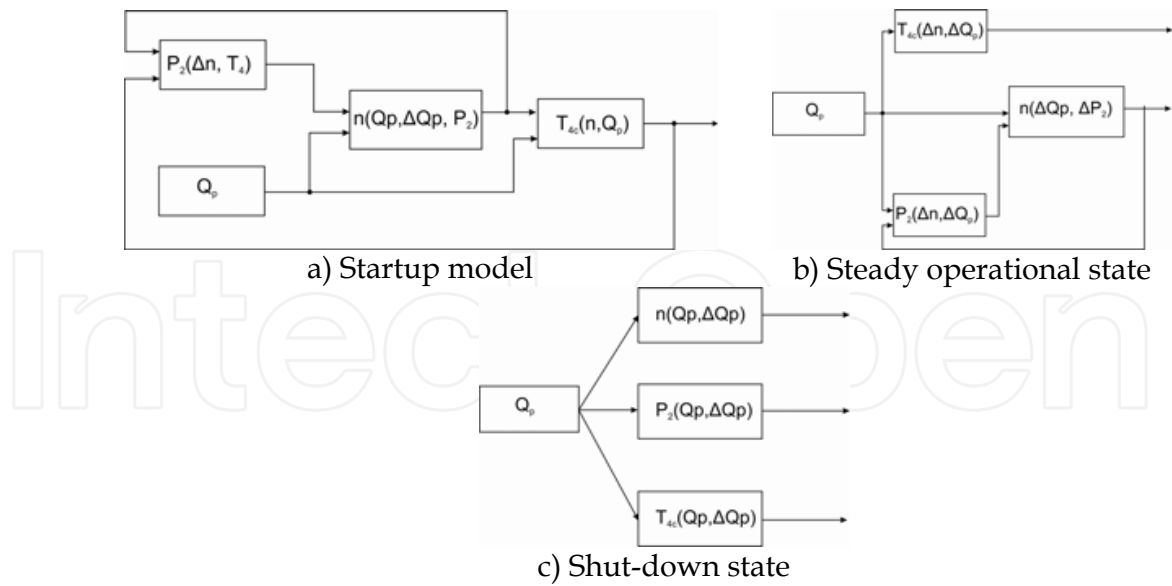 P₂(Δn, T₄)
n(Qp,ΔQp, P₂)
T₄c(n,Qₚ)
Qₚ
a) Startup model
T₄c(Δn,ΔQₚ)
Qₚ
n(ΔQp, ΔP₂)
P₂(Δn,ΔQₚ)
b) Steady operational state
n(Qp,ΔQp)
Qₚ
P₂(Qp,ΔQp)
T₄c(Qp,ΔQp)
c) Shut-down state
IntechOpen